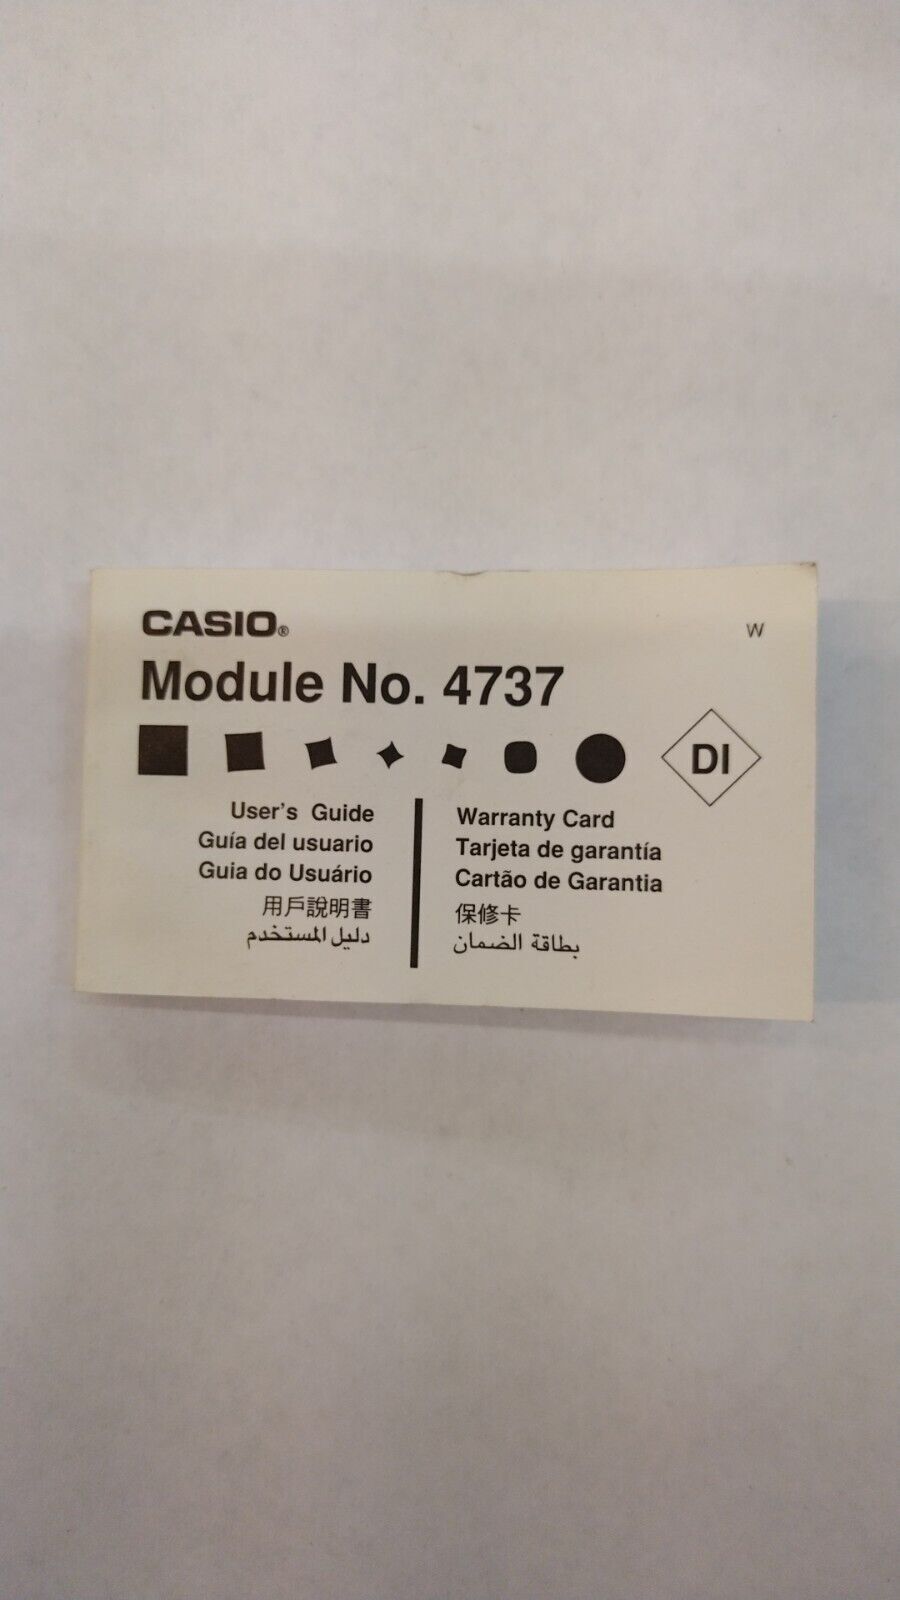 CASIO®
W
Module No. 4737
DI
User's Guide
Guía del usuario
Guia do Usuário
用戶說明書
دليل المستخدم
Warranty Card
Tarjeta de garantía
Cartão de Garantia
保修卡
بطاقة الضمان